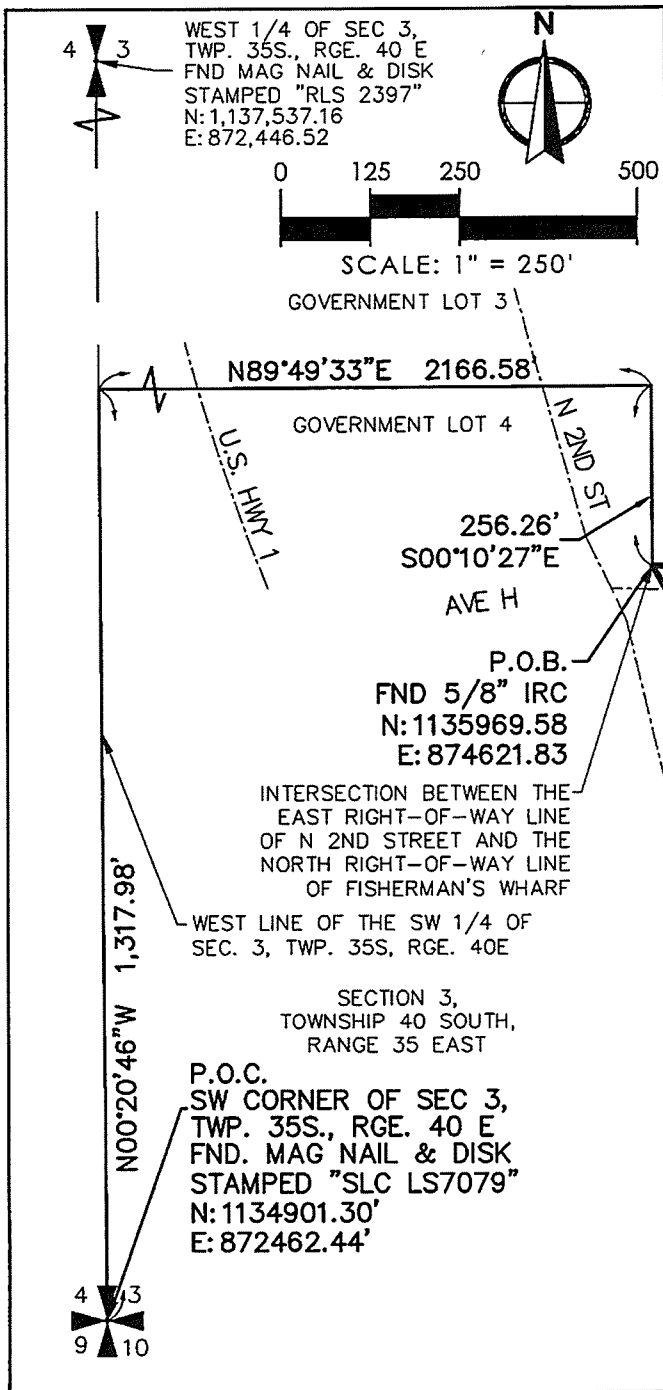 4 3
WEST 1/4 OF SEC 3,
TWP. 35S., RGE. 40 E
FND MAG NAIL & DISK
STAMPED "RLS 2397"
N: 1,137,537.16
E: 872,446.52
N
0 125 250 500
SCALE: 1" = 250'
GOVERNMENT LOT 3
N89°49'33"E 2166.58'
GOVERNMENT LOT 4
U.S. HWY 1
N 2ND ST
256.26'
S00°10'27"E
AVE H
P.O.B.
FND 5/8" IRC
N: 1135969.58
E: 874621.83
INTERSECTION BETWEEN THE
EAST RIGHT-OF-WAY LINE
OF N 2ND STREET AND THE
NORTH RIGHT-OF-WAY LINE
OF FISHERMAN'S WHARF
WEST LINE OF THE SW 1/4 OF
SEC. 3, TWP. 35S, RGE. 40E
N00°20'46"W 1,317.98'
SECTION 3,
TOWNSHIP 40 SOUTH,
RANGE 35 EAST
P.O.C.
SW CORNER OF SEC 3,
TWP. 35S., RGE. 40 E
FND. MAG NAIL & DISK
STAMPED "SLC LS7079"
N: 1134901.30'
E: 872462.44'
4 3
9 10